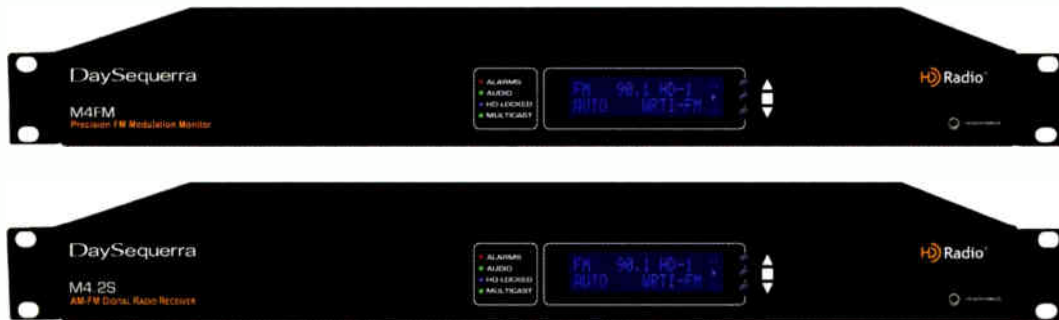 DaySequerra
M4FM
Precision FM Modulation Monitor
ALARMS
AUDIO
HD LOCKED
MULTICAST
FM 90.1 HD-1
AUTO WRTI-FM
HD Radio
DaySequerra
M4.2S
AM-FM Digital Radio Receiver
ALARMS
AUDIO
HD LOCKED
MULTICAST
FM 90.1 HD-1
AUTO WRTI-FM
HD Radio